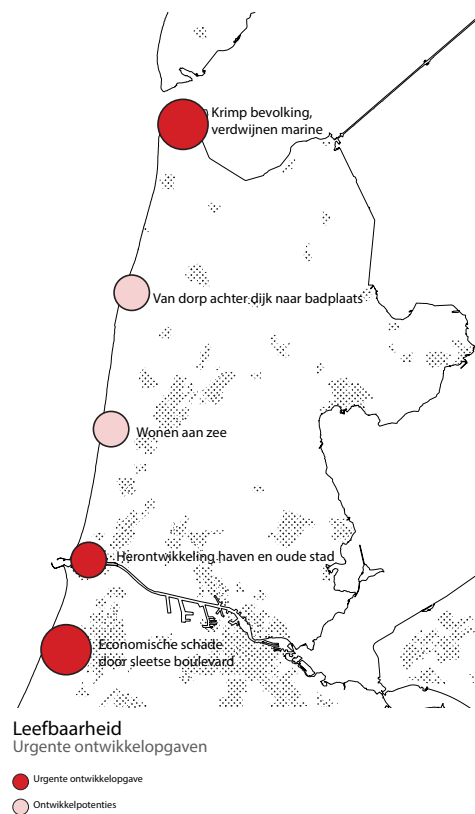 Krimp bevolking,
verdwijnen marine
Van dorp achter dijk naar badplaats
Wonen aan zee
Herontwikkeling haven en oude stad
Economische schade
door sleetse boulevard
Leefbaarheid
Urgente ontwikkelopgaven
Urgente ontwikkelopgave
Ontwikkelpotenties